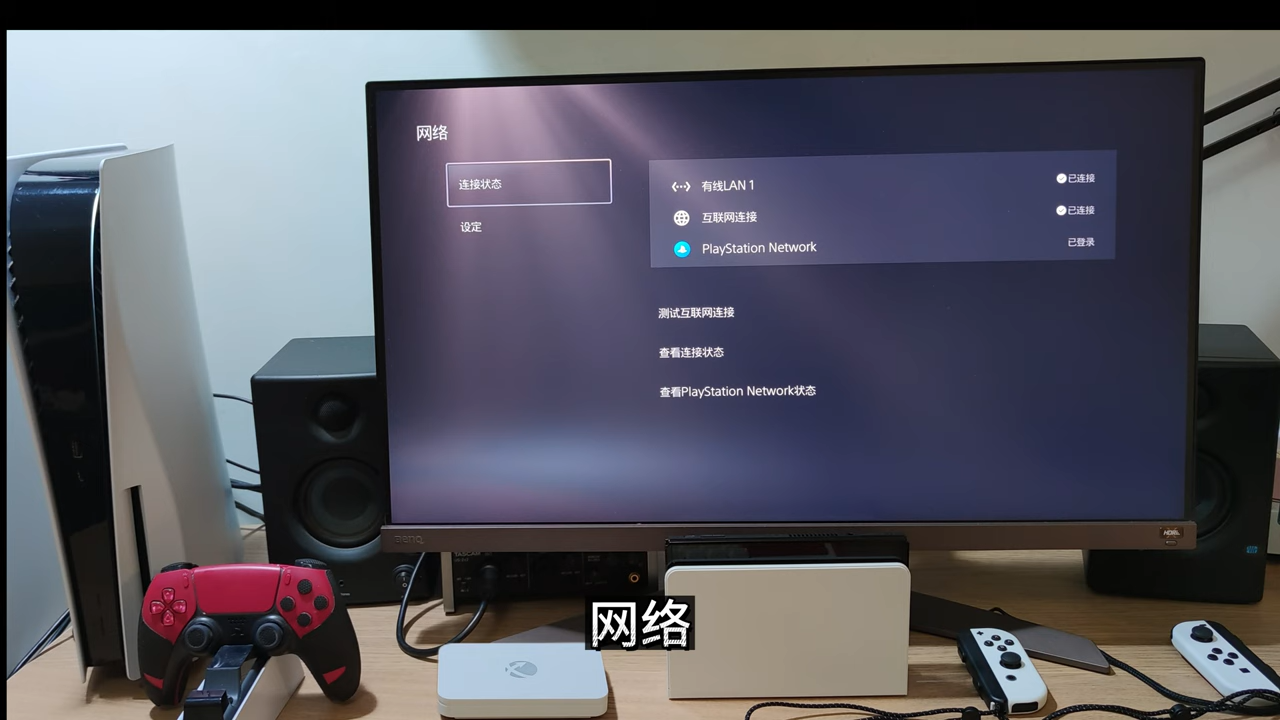 网络
连接状态
设定
有线LAN 1
已连接
互联网连接
已连接
PlayStation Network
已登录
测试互联网连接
查看连接状态
查看PlayStation Network状态
BenQ
网络